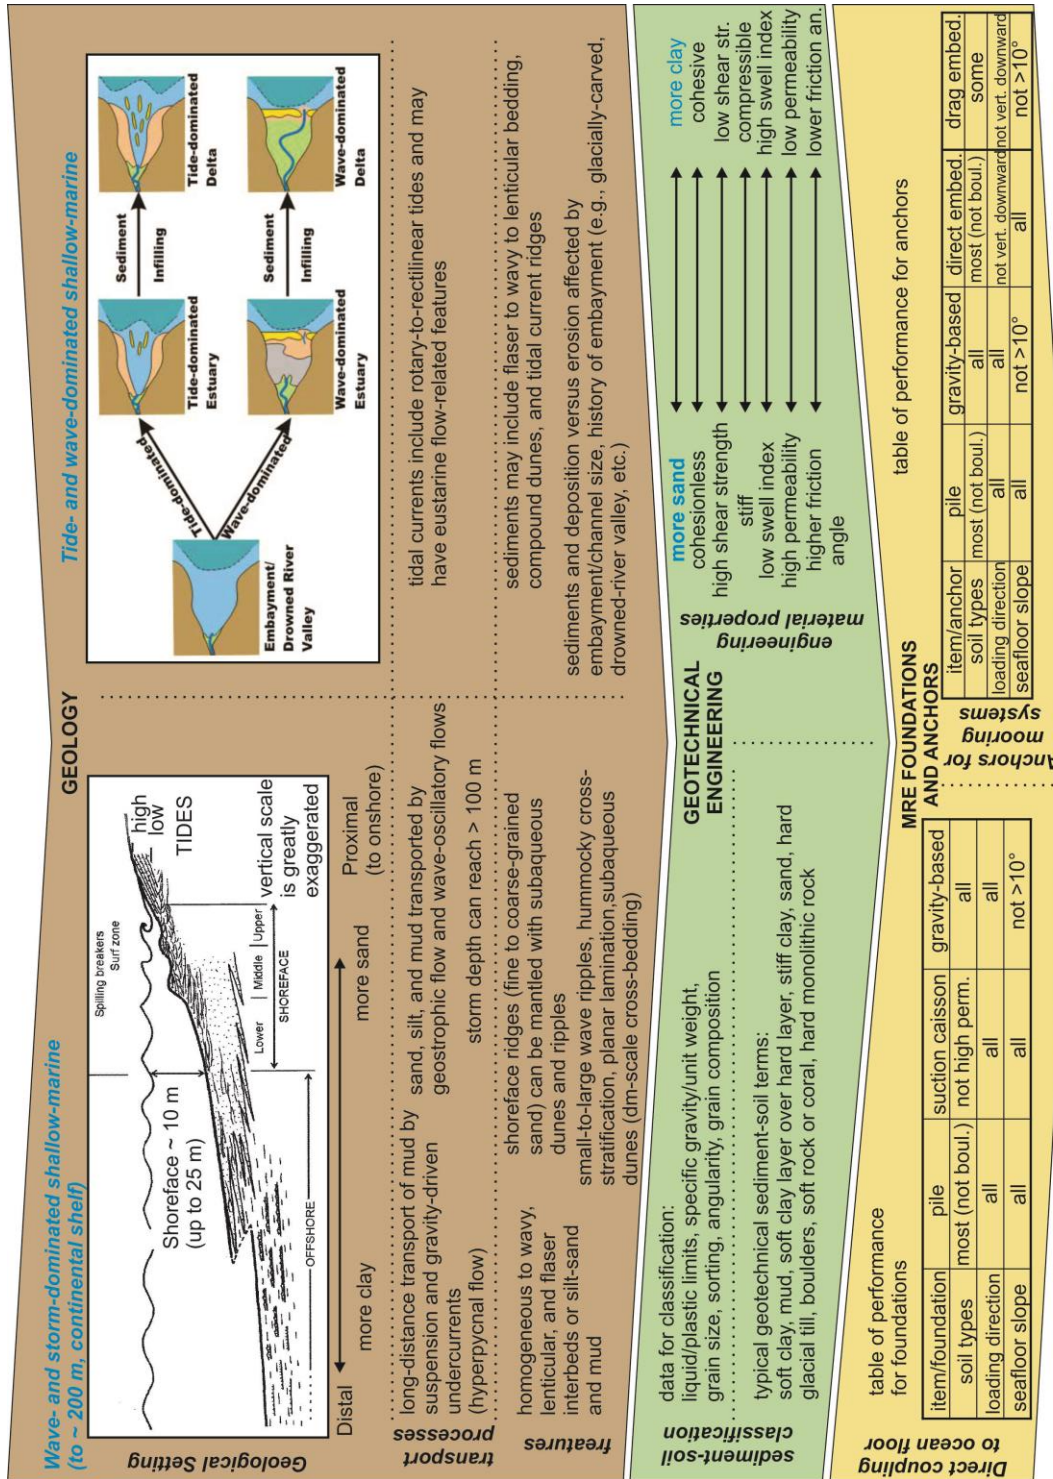 GEOLOGY
Wave- and storm-dominated shallow-marine
(to ~ 200 m, continental shelf)
Tide- and wave-dominated shallow-marine
Geological Setting
Spilling breakers
Surf zone
high
low
TIDES
Shoreface ~ 10 m
(up to 25 m)
Lower
Middle
Upper
SHOREFACE
OFFSHORE
vertical scale
is greatly
exaggerated
Distal
more clay
more sand
Proximal
(to onshore)
Embayment/
Drowned River
Valley
Tide-dominated
Wave-dominated
Tide-dominated
Estuary
Sediment
Infilling
Tide-dominated
Delta
Wave-dominated
Estuary
Sediment
Infilling
Wave-dominated
Delta
transport
processes
long-distance transport of mud by
suspension and gravity-driven
undercurrents
(hyperpycnal flow)
sand, silt, and mud transported by
geostrophic flow and wave-oscillatory flows
storm depth can reach > 100 m
tidal currents include rotary-to-rectilinear tides and may
have eustarine flow-related features
freatures
homogeneous to wavy,
lenticular, and flaser
interbeds or silt-sand
and mud
shoreface ridges (fine to coarse-grained
sand) can be mantled with subaqueous
dunes and ripples
small-to-large wave ripples, hummocky cross-
stratification, planar lamination,subaqueous
dunes (dm-scale cross-bedding)
sediments may include flaser to wavy to lenticular bedding,
compound dunes, and tidal current ridges
sediments and deposition versus erosion affected by
embayment/channel size, history of embayment (e.g., glacially-carved,
drowned-river valley, etc.)
GEOTECHNICAL
ENGINEERING
sediment-soil
classification
data for classification:
liquid/plastic limits, specific gravity/unit weight,
grain size, sorting, angularity, grain composition
typical geotechnical sediment-soil terms:
soft clay, mud, soft clay layer over hard layer, stiff clay, sand, hard
glacial till, boulders, soft rock or coral, hard monolithic rock
engineering
material properties
more sand
cohesionless
high shear strength
stiff
low swell index
high permeability
higher friction
angle
more clay
cohesive
low shear str.
compressible
high swell index
low permeability
lower friction an.
MRE FOUNDATIONS
AND ANCHORS
Direct coupling
to ocean floor
table of performance
for foundations
item/foundation pile suction caisson gravity-based
soil types most (not boul.) not high perm. all
loading direction all all all
seafloor slope all all not >10°
Anchors for
mooring
systems
table of performance for anchors
item/anchor pile gravity-based direct embed. drag embed.
soil types most (not boul.) all most (not boul.) some
loading direction all all not vert. downward not vert. downward
seafloor slope all not >10° all not >10°